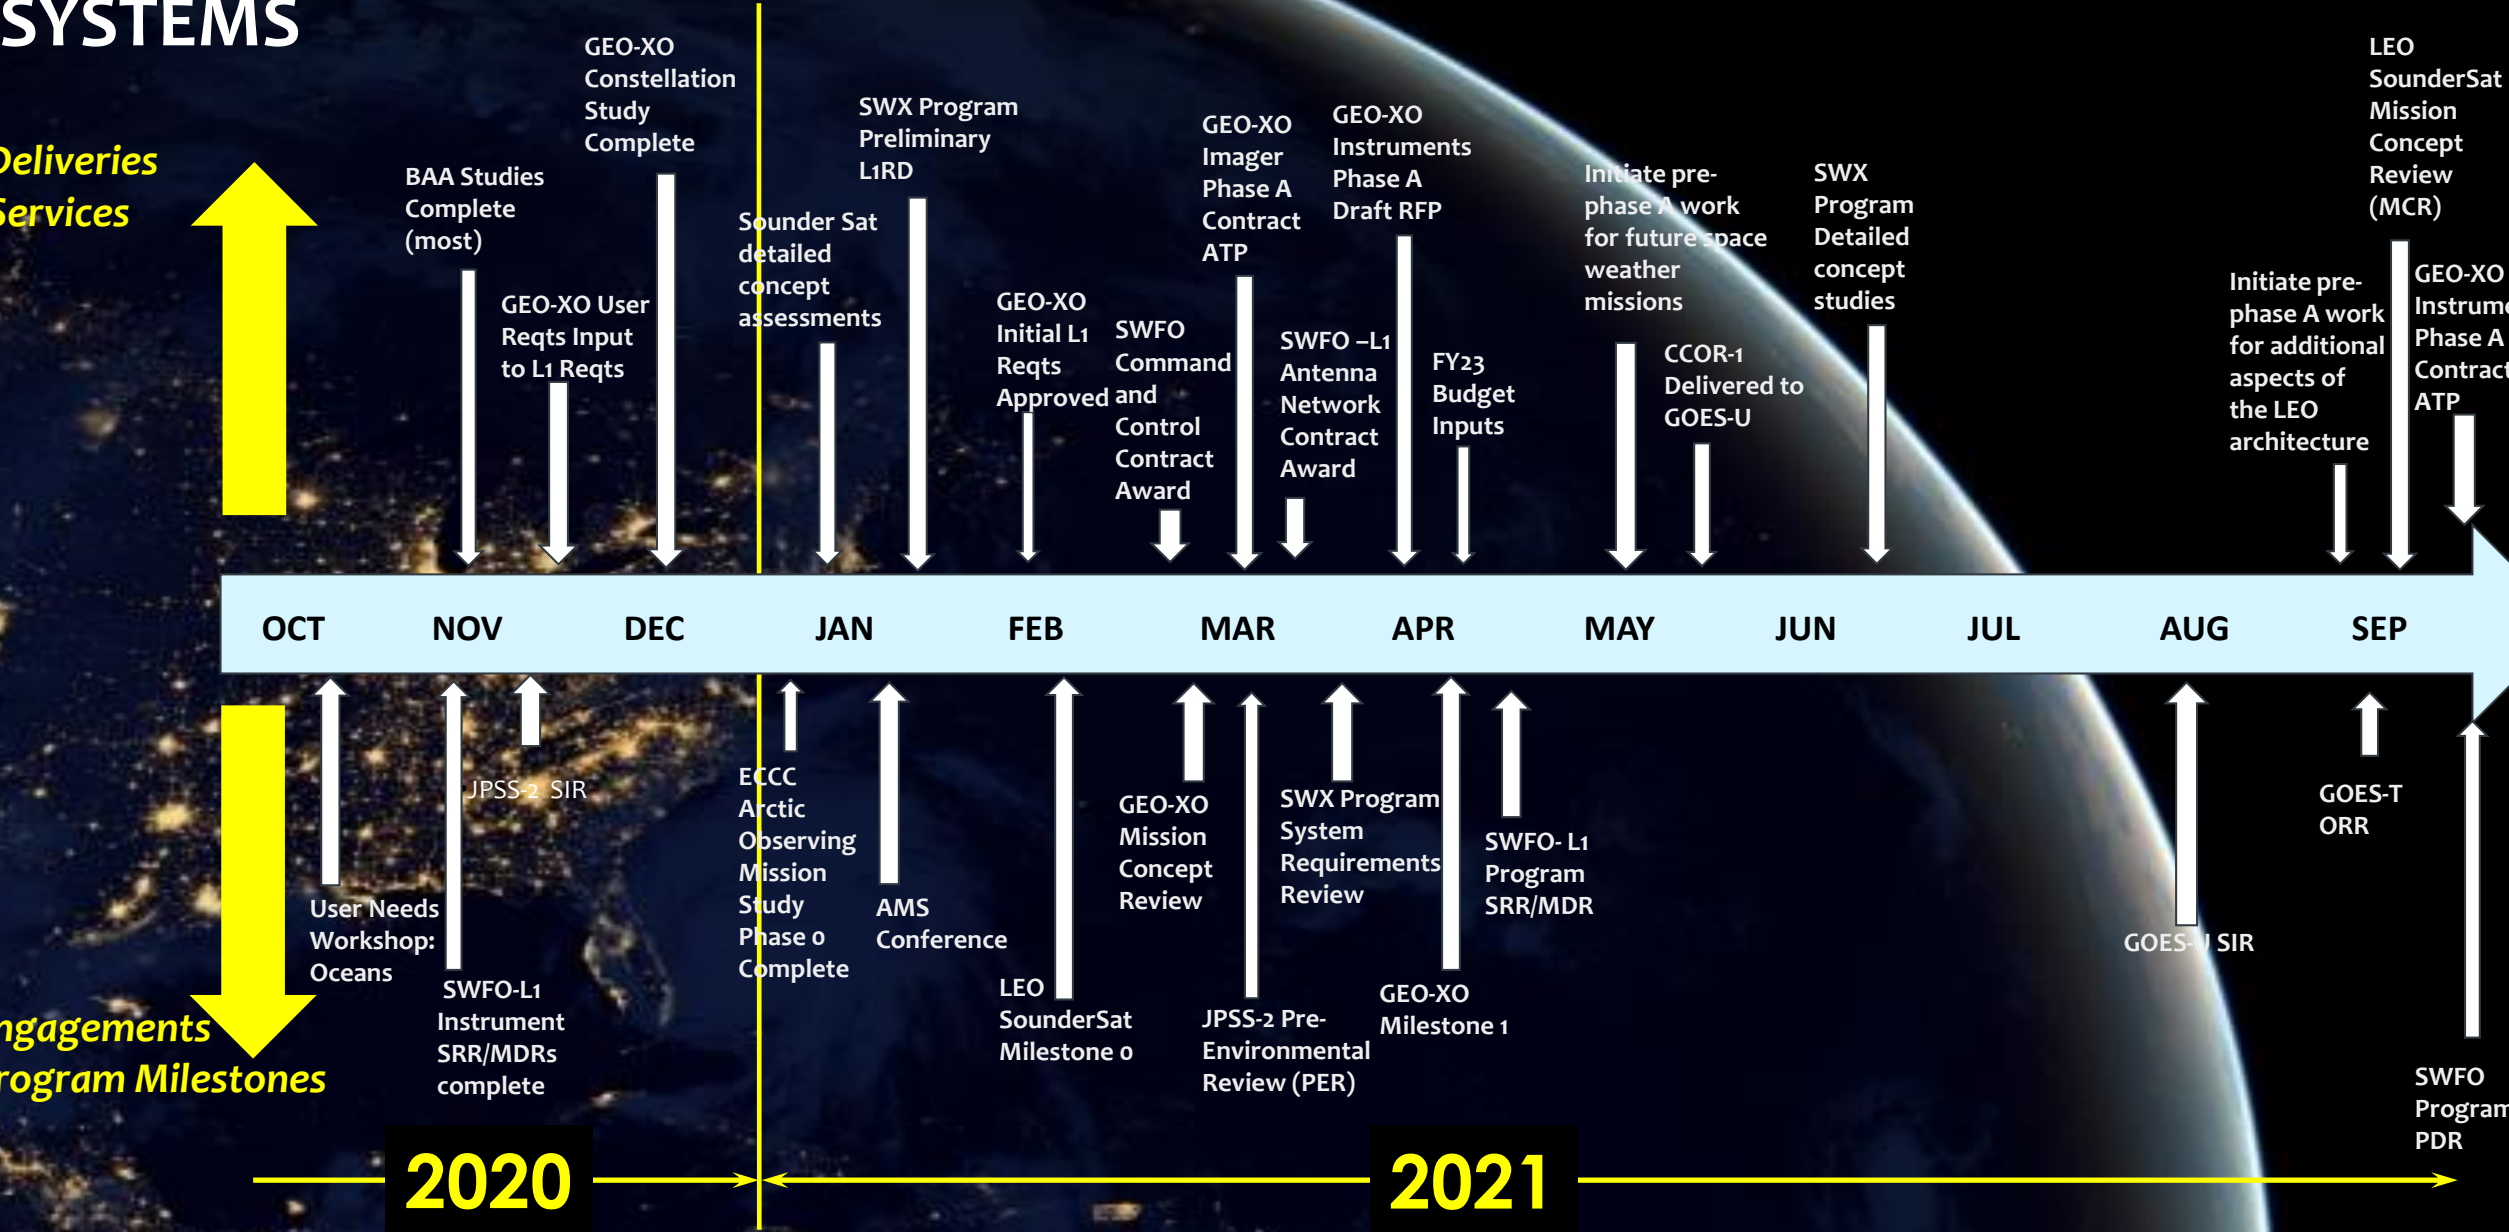 SYSTEMS
Deliveries
Services
BAA Studies
Complete
(most)
GEO-XO User
Reqts Input
to L1 Reqts
GEO-XO
Constellation
Study
Complete
Sounder Sat
detailed
concept
assessments
SWX Program
Preliminary
L1RD
GEO-XO
Initial L1
Reqts
Approved
SWFO
Command
and
Control
Contract
Award
GEO-XO
Imager
Phase A
Contract
ATP
SWFO –L1
Antenna
Network
Contract
Award
GEO-XO
Instruments
Phase A
Draft RFP
FY23
Budget
Inputs
Initiate pre-
phase A work
for future space
weather
missions
CCOR-1
Delivered to
GOES-U
SWX
Program
Detailed
concept
studies
Initiate pre-
phase A work
for additional
aspects of
the LEO
architecture
LEO
SounderSat
Mission
Concept
Review
(MCR)
GEO-XO
Instrume
Phase A
Contract
ATP
OCT NOV DEC JAN FEB MAR APR MAY JUN JUL AUG SEP
User Needs
Workshop:
Oceans
SWFO-L1
Instrument
SRR/MDRs
complete
JPSS-2 SIR
ECCC
Arctic
Observing
Mission
Study
Phase 0
Complete
AMS
Conference
LEO
SounderSat
Milestone 0
GEO-XO
Mission
Concept
Review
JPSS-2 Pre-
Environmental
Review (PER)
SWX Program
System
Requirements
Review
GEO-XO
Milestone 1
SWFO- L1
Program
SRR/MDR
GOES-U SIR
GOES-T
ORR
SWFO
Program
PDR
ngagements
rogram Milestones
2020 2021